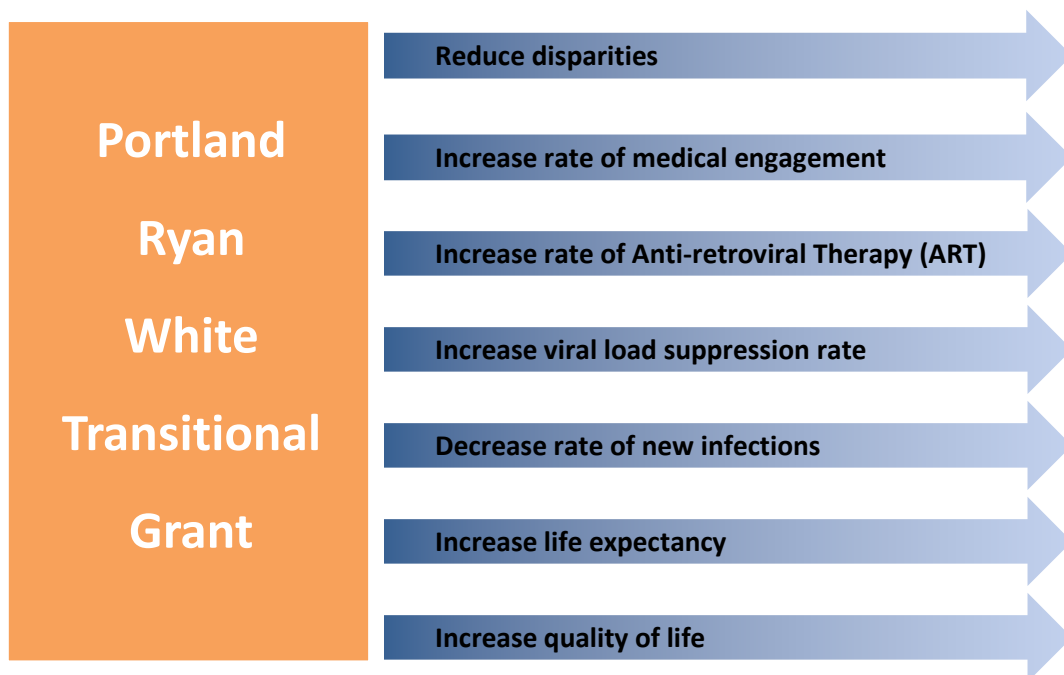 Portland
Ryan
White
Transitional
Grant
Reduce disparities
Increase rate of medical engagement
Increase rate of Anti-retroviral Therapy (ART)
Increase viral load suppression rate
Decrease rate of new infections
Increase life expectancy
Increase quality of life